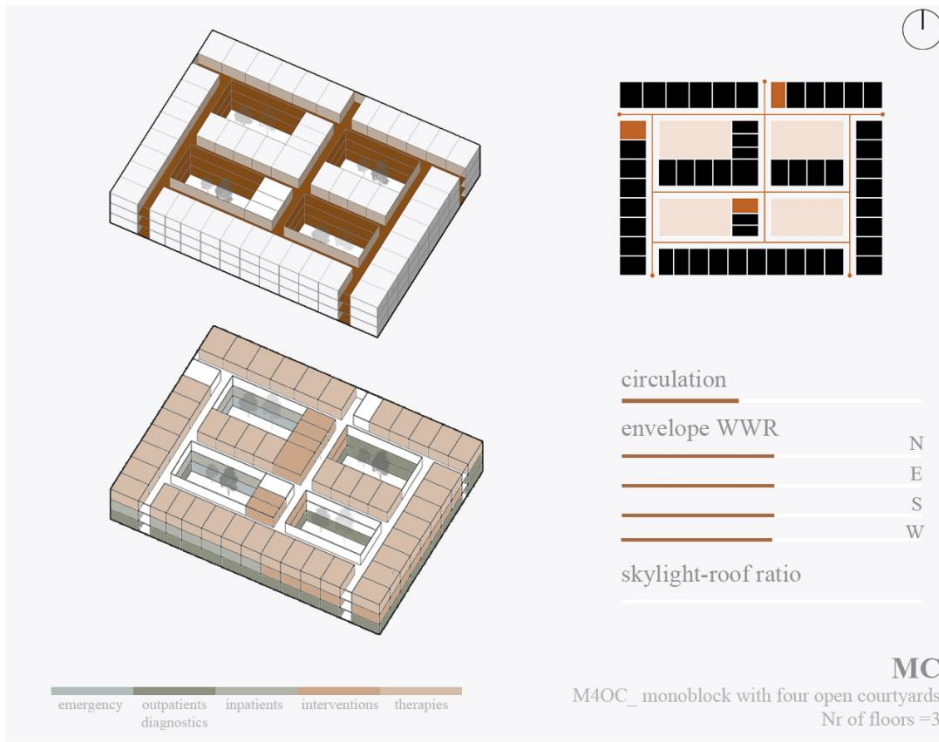 circulation
envelope WWR
N
E
S
W
skylight-roof ratio
MC
M4OC_ monoblock with four open courtyards
Nr of floors =3
emergency outpatients inpatients interventions therapies
diagnostics